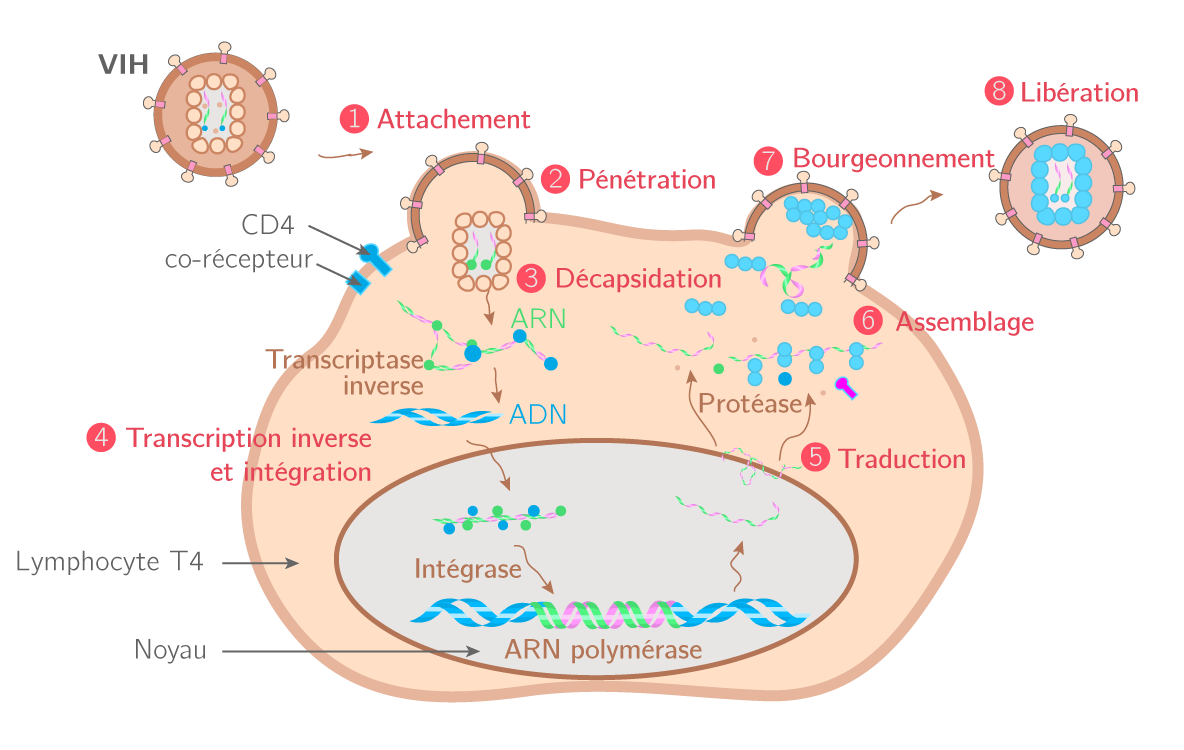 VIH
1 Attachement
2 Pénétration
7 Bourgeonnement
8 Libération
CD4
co-récepteur
3 Décapsidation
ARN
6 Assemblage
Transcriptase
inverse
ADN
Protéase
4 Transcription inverse
et intégration
5 Traduction
Lymphocyte T4
Intégrase
Noyau
ARN polymérase